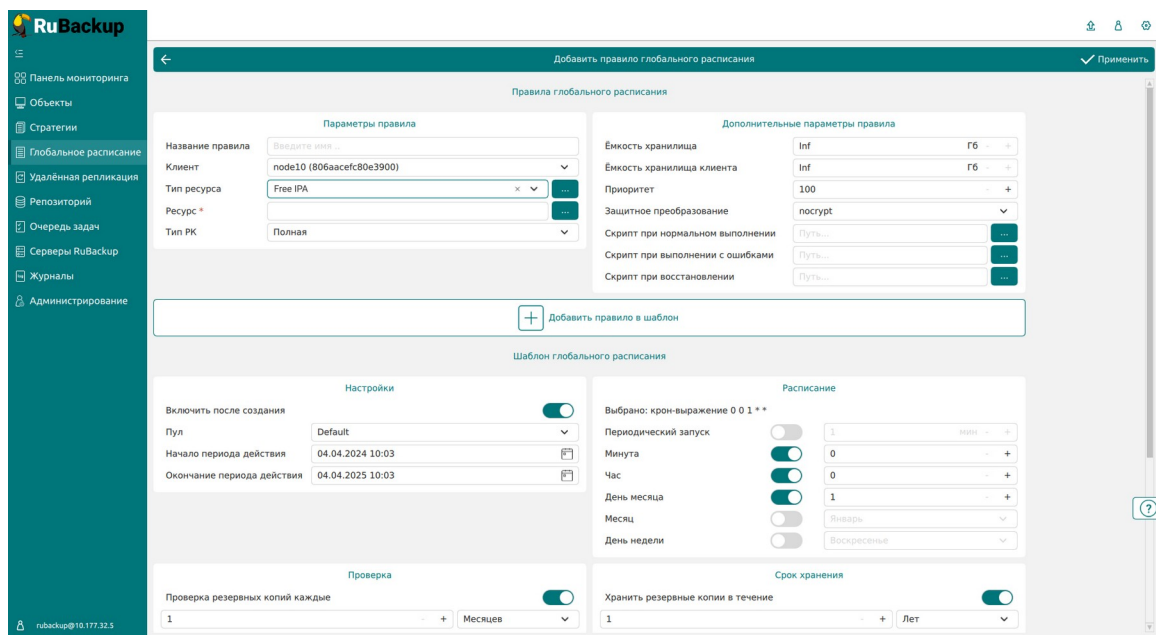 RuBackup
Панель мониторинга
Объекты
Стратегии
Глобальное расписание
Удалённая репликация
Репозиторий
Очередь задач
Серверы RuBackup
Журналы
Администрирование
rubackup@10.177.32.5
Добавить правило глобального расписания
Применить
Правила глобального расписания
Параметры правила
Название правила Введите имя...
Клиент node10 (806aacefc80e3900)
Тип ресурса Free IPA × ...
Ресурс * ...
Тип РК Полная
Дополнительные параметры правила
Ёмкость хранилища Inf Гб - +
Ёмкость хранилища клиента Inf Гб - +
Приоритет 100 - +
Защитное преобразование nocrypt
Скрипт при нормальном выполнении Путь... ...
Скрипт при выполнении с ошибками Путь... ...
Скрипт при восстановлении Путь... ...
+ Добавить правило в шаблон
Шаблон глобального расписания
Настройки
Включить после создания
Пул Default
Начало периода действия 04.04.2024 10:03
Окончание периода действия 04.04.2025 10:03
Расписание
Выбрано: крон-выражение 0 0 1 * *
Периодический запуск 1 мин - +
Минута 0 - +
Час 0 - +
День месяца 1 - +
Месяц Январь
День недели Воскресенье
Проверка
Проверка резервных копий каждые
1 - + Месяцев
Срок хранения
Хранить резервные копии в течение
1 - + Лет
?